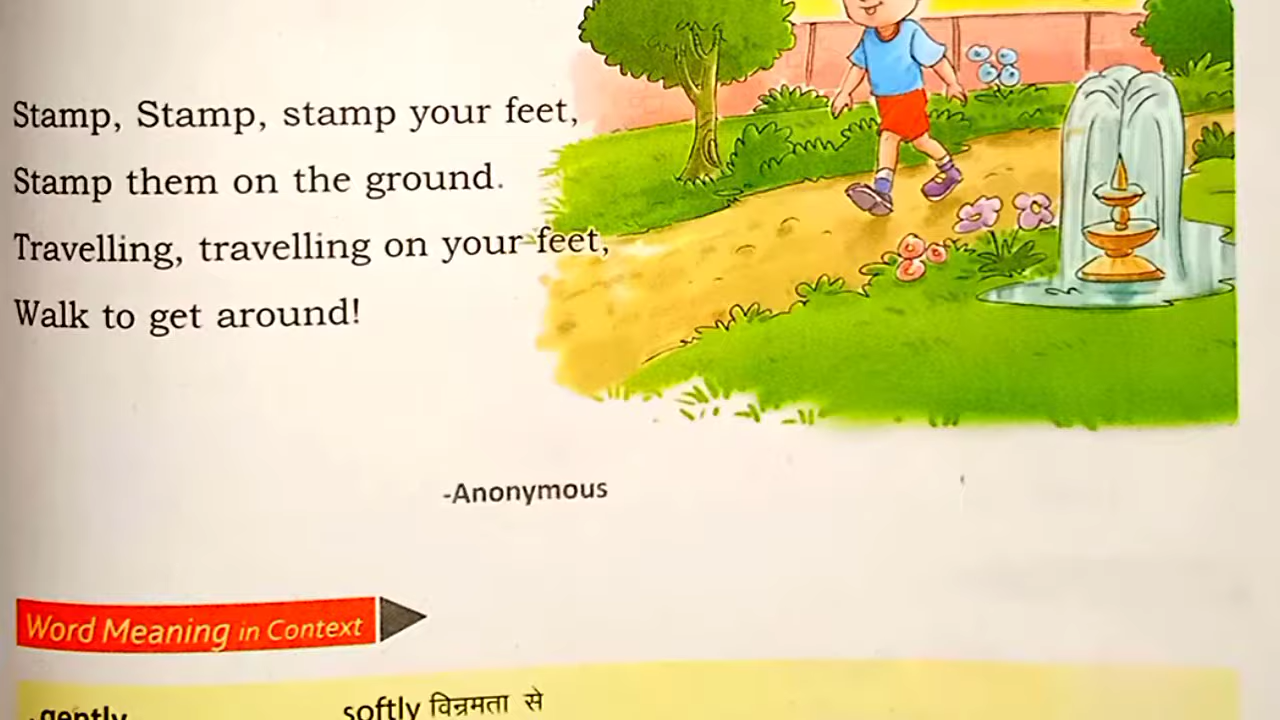 Stamp, Stamp, stamp your feet,
Stamp them on the ground.
Travelling, travelling on your feet,
Walk to get around!
-Anonymous
Word Meaning in Context
gently softly विन्रमता से